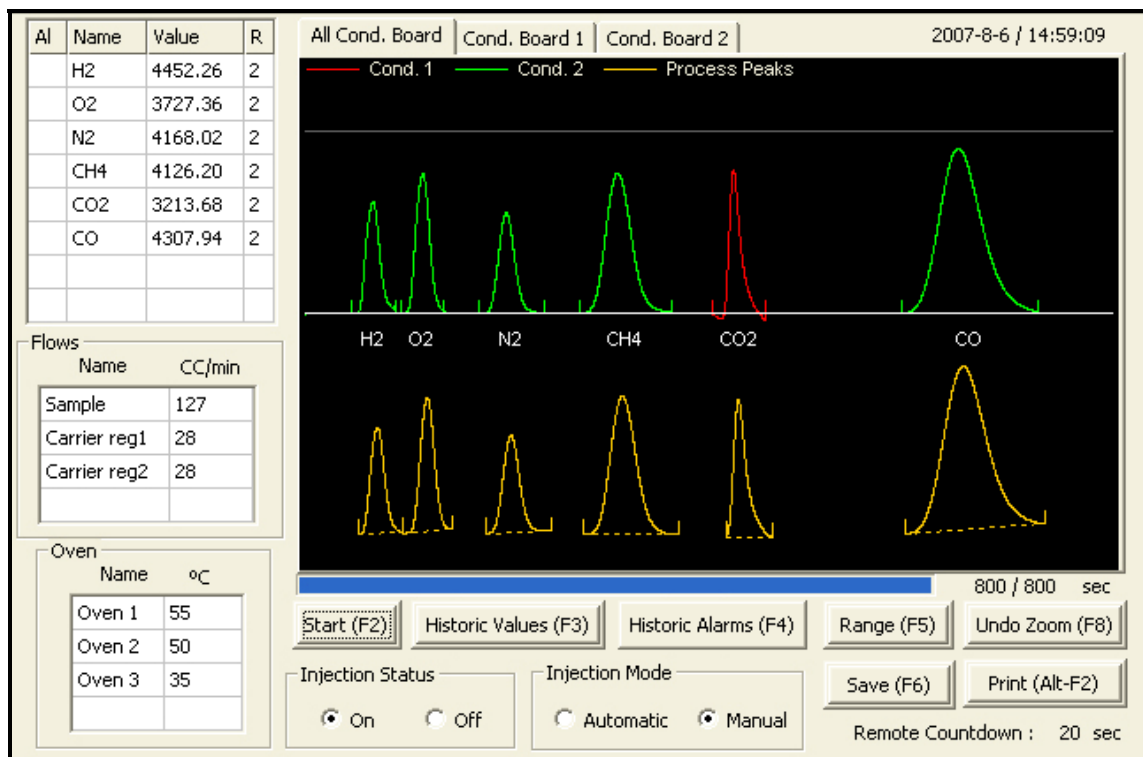 Al Name Value R
H2 4452.26 2
O2 3727.36 2
N2 4168.02 2
CH4 4126.20 2
CO2 3213.68 2
CO 4307.94 2
Flows
Name CC/min
Sample 127
Carrier reg1 28
Carrier reg2 28
Oven
Name ºC
Oven 1 55
Oven 2 50
Oven 3 35
All Cond. Board Cond. Board 1 Cond. Board 2 2007-8-6 / 14:59:09
Cond. 1 Cond. 2 Process Peaks
H2 O2 N2 CH4 CO2 CO
800 / 800 sec
Start (F2) Historic Values (F3) Historic Alarms (F4) Range (F5) Undo Zoom (F8)
Injection Status Injection Mode Save (F6) Print (Alt-F2)
On Off Automatic Manual
Remote Countdown : 20 sec